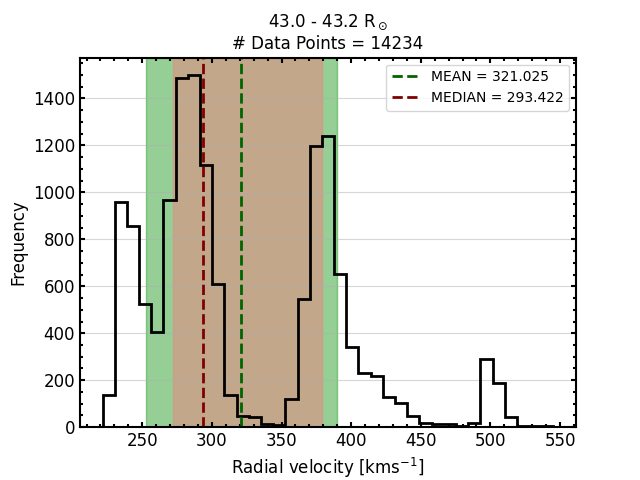 43.0 - 43.2 R⊙
# Data Points = 14234
MEAN = 321.025
MEDIAN = 293.422
1400
1200
1000
800
600
400
200
0
Frequency
250 300 350 400 450 500 550
Radial velocity [kms⁻¹]